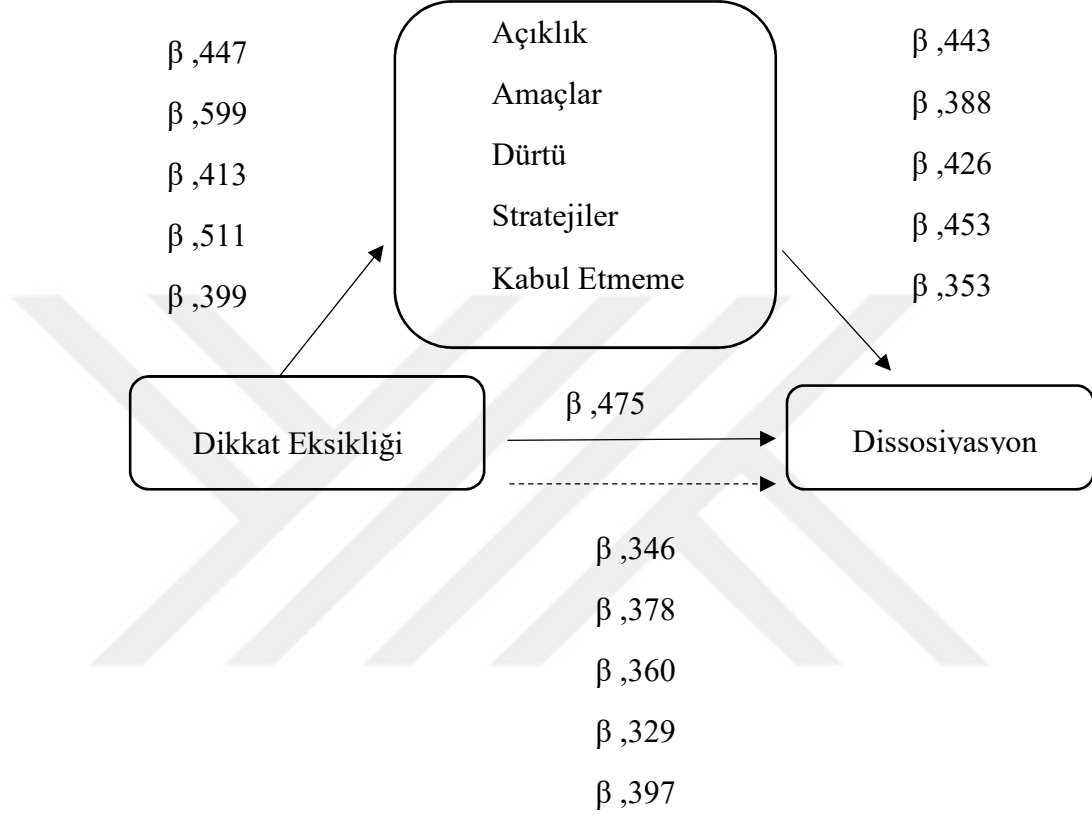 β ,447
β ,599
β ,413
β ,511
β ,399
Açıklık
Amaçlar
Dürtü
Stratejiler
Kabul Etmeme
β ,443
β ,388
β ,426
β ,453
β ,353
Dikkat Eksikliği
β ,475
Dissosiyasyon
β ,346
β ,378
β ,360
β ,329
β ,397